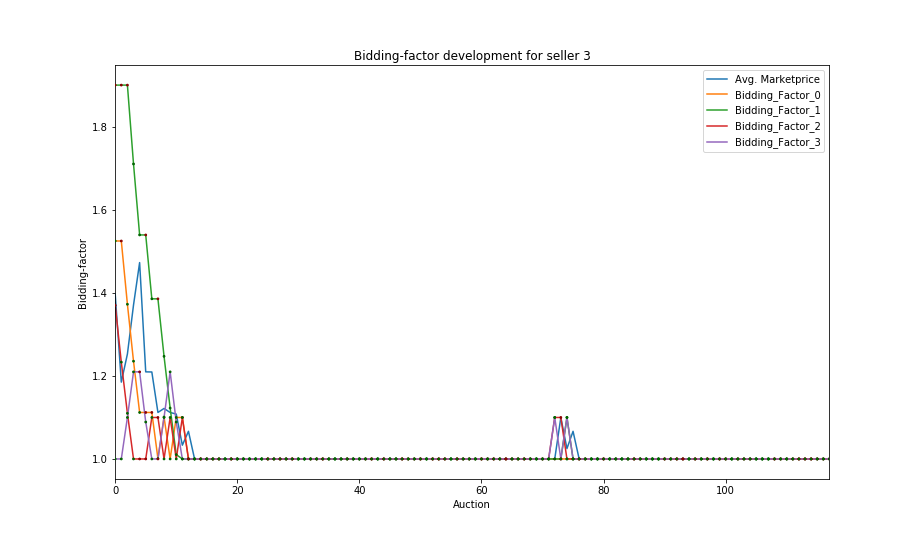 Bidding-factor development for seller 3
Avg. Marketprice
Bidding_Factor_0
Bidding_Factor_1
Bidding_Factor_2
Bidding_Factor_3
Bidding-factor
1.8
1.6
1.4
1.2
1.0
0 20 40 60 80 100
Auction